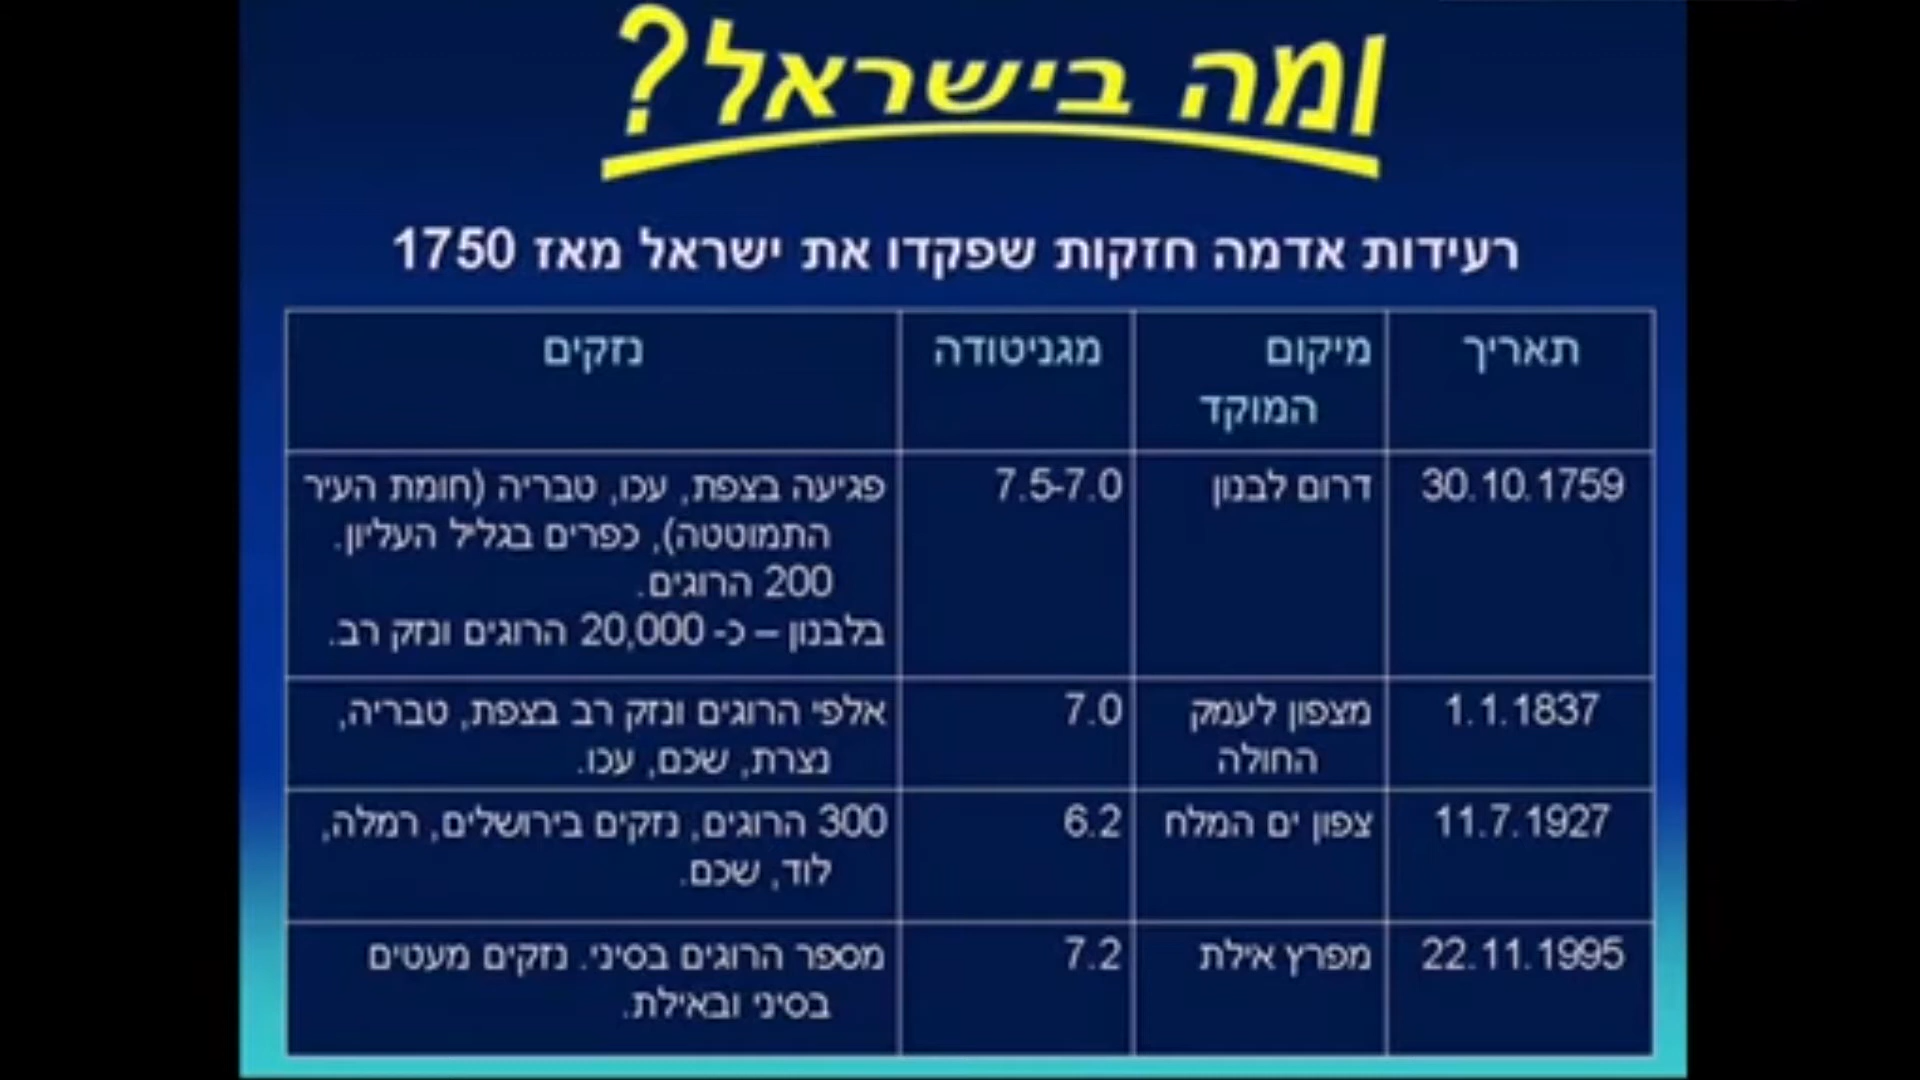 ומה בישראל?
רעידות אדמה חזקות שפקדו את ישראל מאז 1750
תאריך
מיקום
המוקד
מגניטודה
נזקים
30.10.1759
דרום לבנון
7.5-7.0
פגיעה בצפת, עכו, טבריה (חומת העיר
התמוטטה), כפרים בגליל העליון.
200 הרוגים.
בלבנון – כ- 20,000 הרוגים ונזק רב.
1.1.1837
מצפון לעמק
החולה
7.0
אלפי הרוגים ונזק רב בצפת, טבריה,
נצרת, שכם, עכו.
11.7.1927
צפון ים המלח
6.2
300 הרוגים, נזקים בירושלים, רמלה,
לוד, שכם.
22.11.1995
מפרץ אילת
7.2
מספר הרוגים בסיני. נזקים מעטים
בסיני ובאילת.